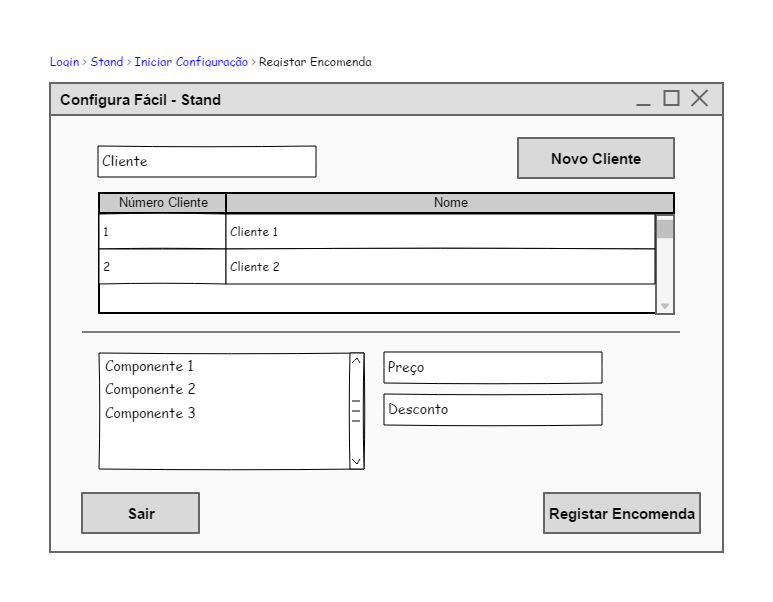 Login > Stand > Iniciar Configuração > Registar Encomenda
Configura Fácil - Stand
Cliente
Novo Cliente
Número Cliente Nome
1 Cliente 1
2 Cliente 2
Componente 1
Componente 2
Componente 3
Preço
Desconto
Sair
Registar Encomenda